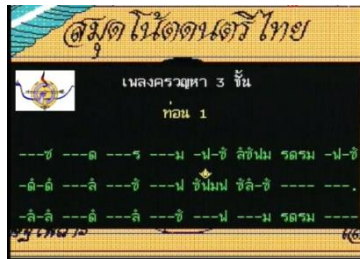 สมุดโน้ตดนตรีไทย
เพลงครวญหา 3 ชั้น
ท่อน 1
---ซ ---ด ---ร ---ม -ฟ-ซ ลซฟม รดรม -ฟ-ซ
-ดํ-ดํ ---ล ---ซ ---ฟ ซฟมฟ ซล-ซ ---- ---.
-ล-ล ---ดํ ---ล ---ซ ---ฟ ---ม รดรม ----